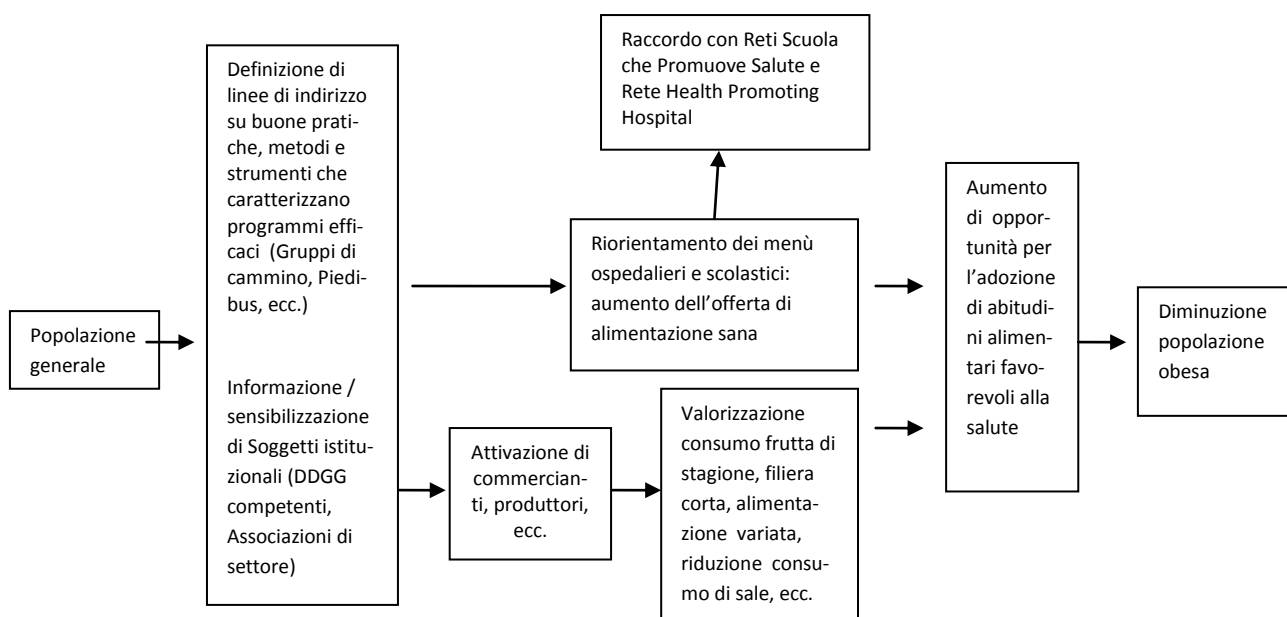 Popolazione
generale
Definizione di
linee di indirizzo
su buone prati-
che, metodi e
strumenti che
caratterizzano
programmi effi-
caci (Gruppi di
cammino, Piedi-
bus, ecc.)
Informazione /
sensibilizzazione
di Soggetti istitu-
zionali (DDGG
competenti,
Associazioni di
settore)
Raccordo con Reti Scuola
che Promuove Salute e
Rete Health Promoting
Hospital
Riorientamento dei menù
ospedalieri e scolastici:
aumento dell’offerta di
alimentazione sana
Attivazione di
commercian-
ti, produttori,
ecc.
Valorizzazione
consumo frutta di
stagione, filiera
corta, alimenta-
zione variata,
riduzione consu-
mo di sale, ecc.
Aumento
di oppor-
tunità per
l’adozione
di abitudi-
ni alimen-
tari favo-
revoli alla
salute
Diminuzione
popolazione
obesa